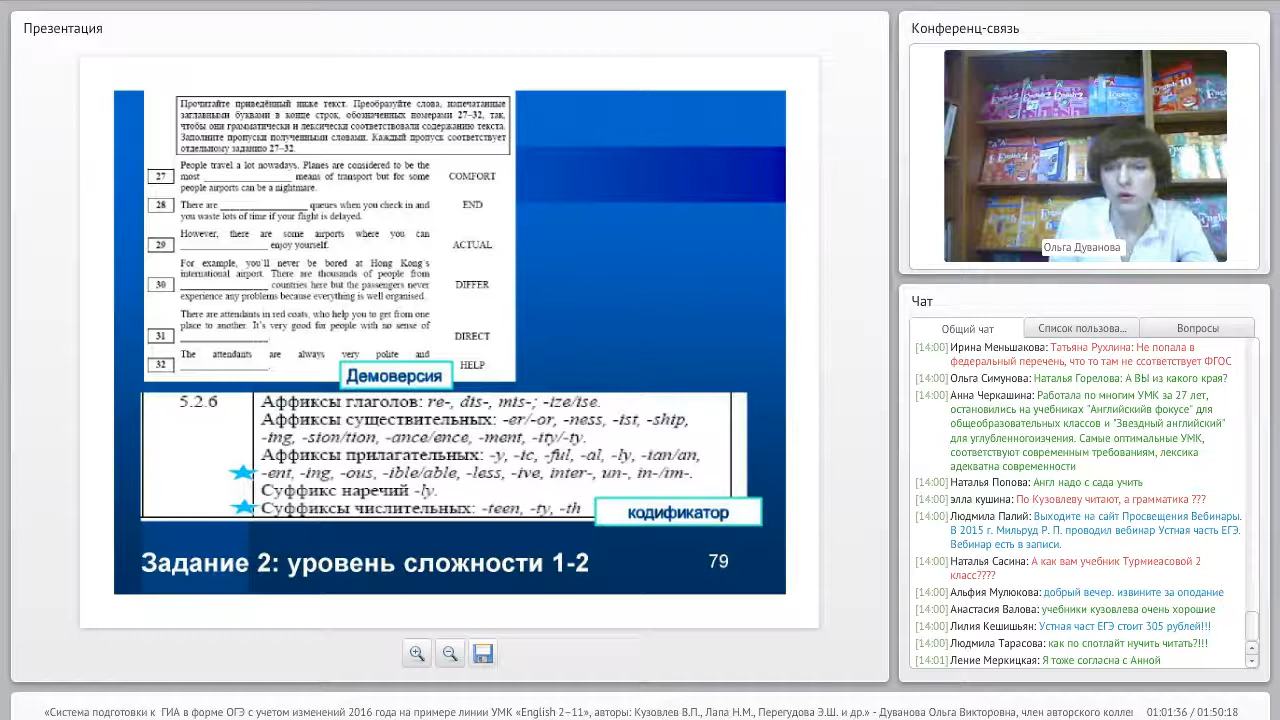 Презентация
Прочитайте приведённый ниже текст. Преобразуйте слова, напечатанные
заглавными буквами в конце строк, обозначенных номерами 27–32, так,
чтобы они грамматически и лексически соответствовали содержанию текста.
Заполните пропуски полученными словами. Каждый пропуск соответствует
отдельному заданию 27–32.
27 People travel a lot nowadays. Planes are considered to be the
most ____________ means of transport but for some COMFORT
people airports can be a nightmare.
28 There are ____________ queues when you check in and END
you waste lots of time if your flight is delayed.
However, there are some airports where you can
29 ____________ enjoy yourself. ACTUAL
For example, you'll never be bored at Hong Kong's
international airport. There are thousands of people from
30 ____________ countries here but the passengers never DIFFER
experience any problems because everything is well organised.
There are attendants in red coats, who help you to get from one
place to another. It's very good for people with no sense of
31 ____________. DIRECT
The attendants are always very polite and
32 ____________. HELP
Демоверсия
5.2.6 Аффиксы глаголов: re-, dis-, mis-; -ize/ise.
Аффиксы существительных: -er/-or, -ness, -ist, -ship,
-ing, -sion/tion, -ance/ence, -ment, -ity/-ty.
Аффиксы прилагательных: -y, -ic, -ful, -al, -ly, -ian/an,
-ent, -ing, -ous, -ible/able, -less, -ive, inter-, un-, in-/im-.
Суффикс наречий -ly.
Суффиксы числительных: -teen, -ty, -th
кодификатор
Задание 2: уровень сложности 1-2
79
Конференц-связь
Ольга Дуванова
Чат
Общий чат Список пользова... Вопросы
[14:00] Ирина Меньшакова: Татьяна Рухлина: Не попала в
федеральный перечень, что то там не ссответствует ФГОС
[14:00] Ольга Симунова: Наталья Горелова: А ВЫ из какого края?
[14:00] Анна Черкашина: Работала по многим УМК за 27 лет,
остановились на учебниках "Английскийв фокусе" для
общеобразовательных классов и "Звездный английский"
для углубленногоизчения. Самые оптимальные УМК,
соответствуют современным требованиям, лексика
адекватна современности
[14:00] Наталья Попова: Англ надо с сада учить
[14:00] элла кушина: По Кузовлеву читают, а грамматика ???
[14:00] Людмила Палий: Выходите на сайт Просвещения Вебинары.
В 2015 г. Мильруд Р. П. проводил вебинар Устная часть ЕГЭ.
Вебинар есть в записи.
[14:00] Наталья Сасина: А как вам учебник Турмиеасовой 2
класс????
[14:00] Альфия Мулюкова: добрый вечер. извините за оподание
[14:00] Анастасия Валова: учебники кузовлева очень хорошие
[14:00] Лилия Кешишьян: Устная част ЕГЭ стоит 305 рублей!!!
[14:00] Людмила Тарасова: как по спотлайт нучить читать?!!!
[14:01] Ление Меркицкая: Я тоже согласна с Анной
«Система подготовки к ГИА в форме ОГЭ с учетом изменений 2016 года на примере линии УМК «English 2–11», авторы: Кузовлев В.П., Лапа Н.М., Перегудова Э.Ш. и др.» - Дуванова Ольга Викторовна, член авторского коллег 01:01:36 / 01:50:18